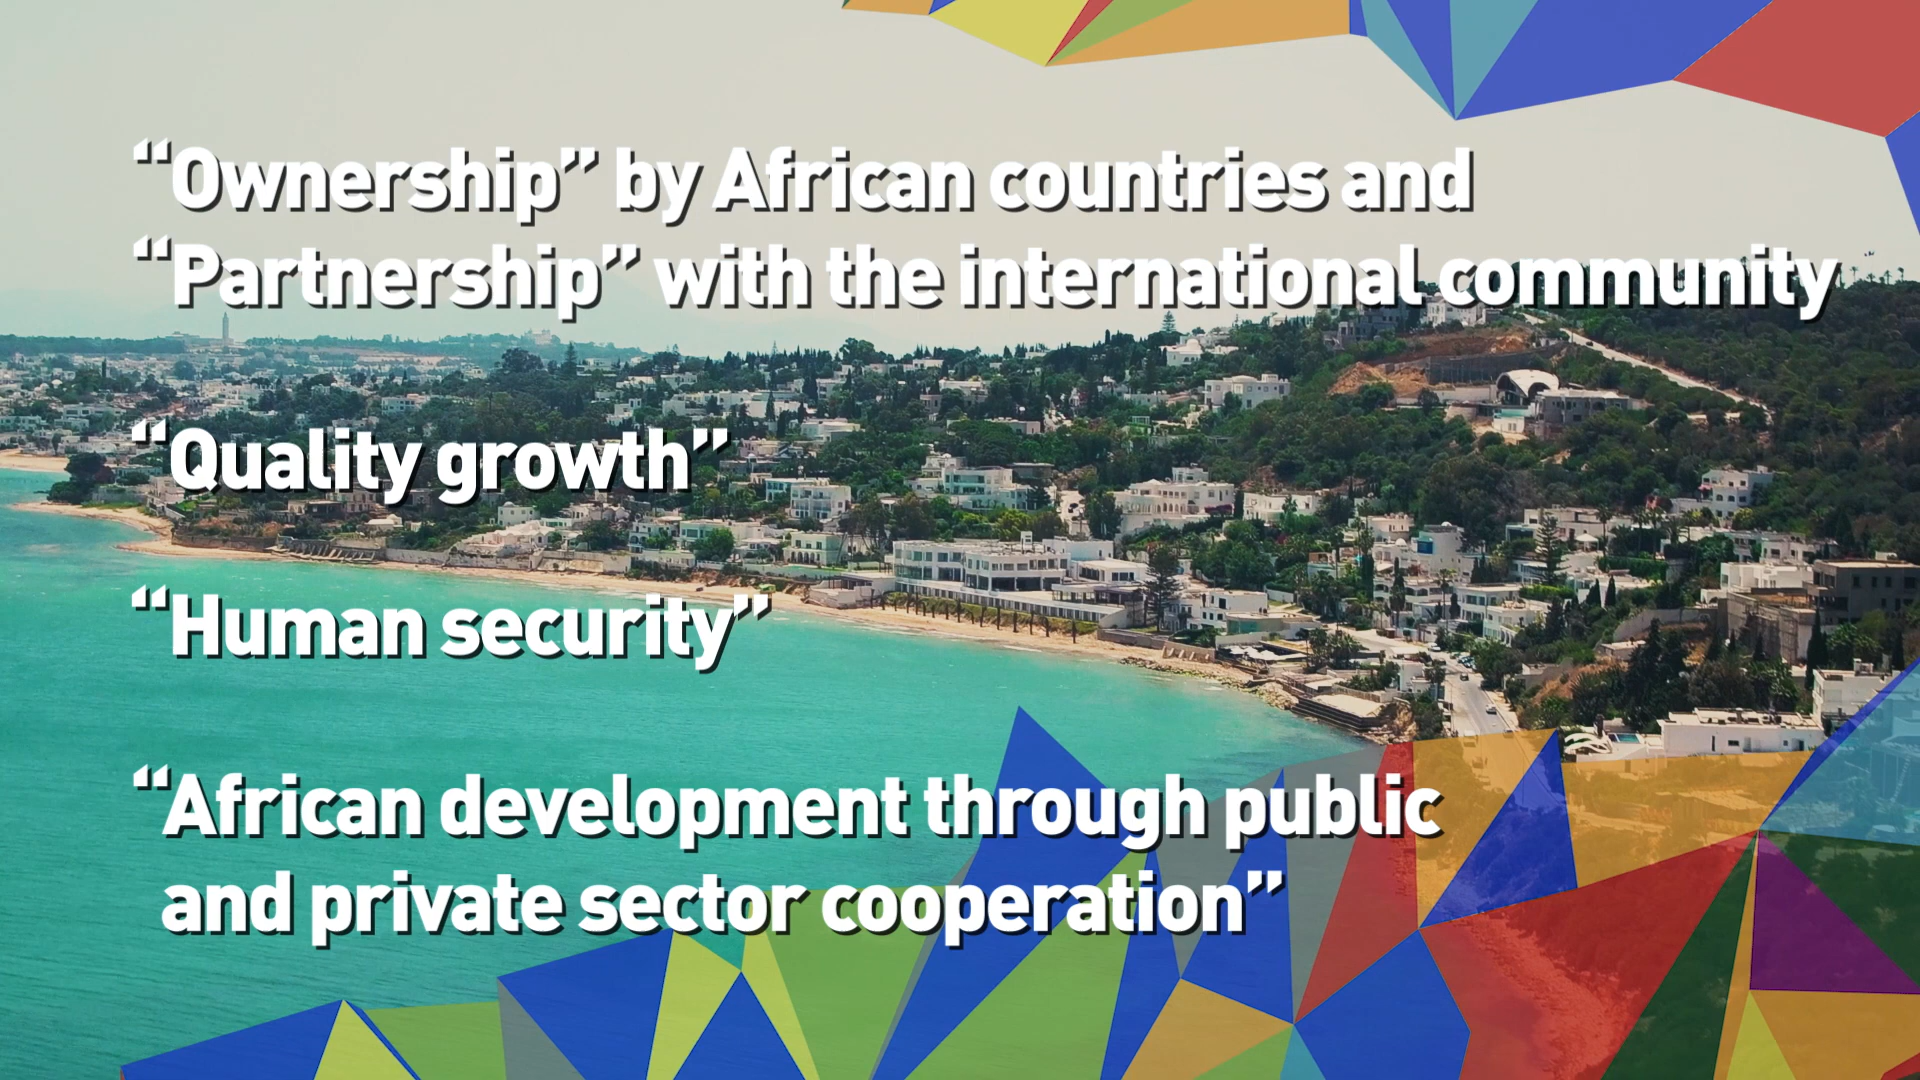 “Ownership” by African countries and
“Partnership” with the international community
“Quality growth”
“Human security”
“African development through public
and private sector cooperation”